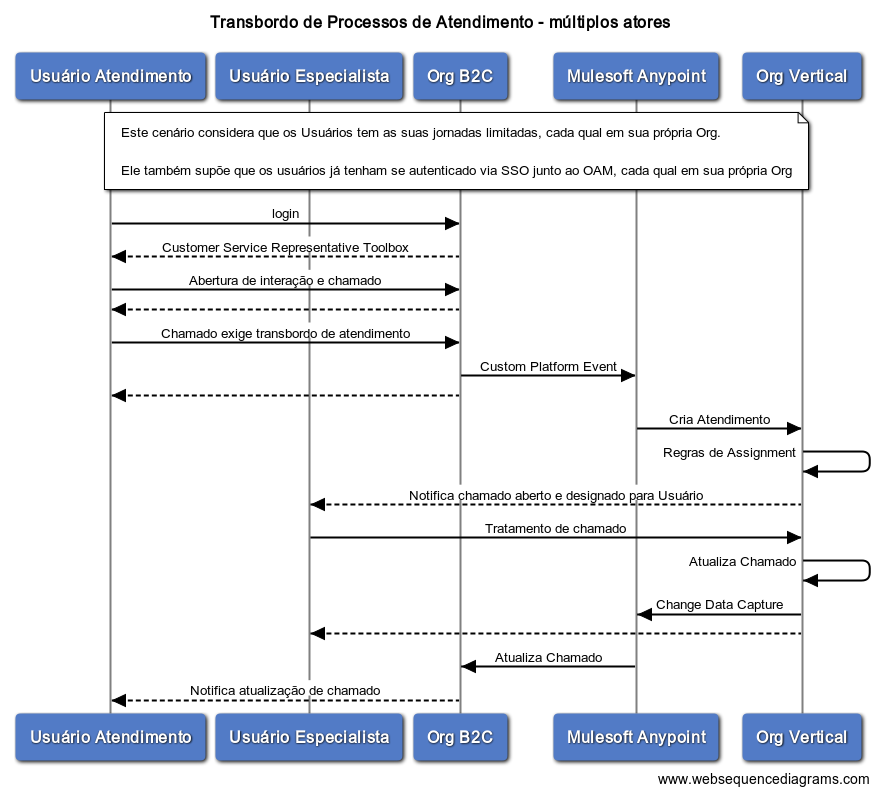 Transbordo de Processos de Atendimento - múltiplos atores
Usuário Atendimento
Usuário Especialista
Org B2C
Mulesoft Anypoint
Org Vertical
Este cenário considera que os Usuários tem as suas jornadas limitadas, cada qual em sua própria Org.
Ele também supõe que os usuários já tenham se autenticado via SSO junto ao OAM, cada qual em sua própria Org
login
Customer Service Representative Toolbox
Abertura de interação e chamado
Chamado exige transbordo de atendimento
Custom Platform Event
Cria Atendimento
Regras de Assignment
Notifica chamado aberto e designado para Usuário
Tratamento de chamado
Atualiza Chamado
Change Data Capture
Atualiza Chamado
Notifica atualização de chamado
Usuário Atendimento
Usuário Especialista
Org B2C
Mulesoft Anypoint
Org Vertical
www.websequencediagrams.com